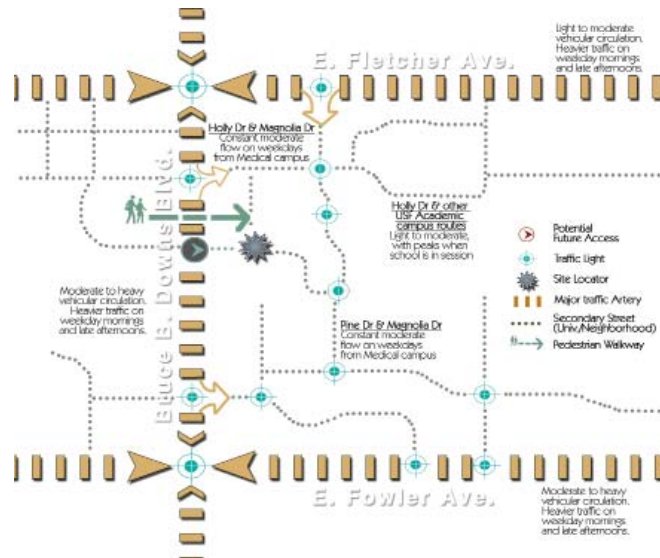 Light to moderate
vehicular circulation.
Heavier traffic on
weekday mornings
and late afternoons.
E. Fletcher Ave.
Holly Dr & Magnolia Dr
Constant moderate
flow on weekdays
from Medical campus
Bruce B. Downs Blvd.
Holly Dr & other
USF Academic
campus routes
Light to moderate,
with peaks when
school is in session
Potential
Future Access
Traffic Light
Site Locator
Major traffic Artery
Secondary Street
(Univ./Neighborhood)
Pedestrian Walkway
Moderate to heavy
vehicular circulation.
Heavier traffic on
weekday mornings
and late afternoons.
Pine Dr & Magnolia Dr
Constant moderate
flow on weekdays
from Medical campus
E. Fowler Ave.
Moderate to heavy
vehicular circulation.
Heavier traffic on
weekday mornings
and late afternoons.